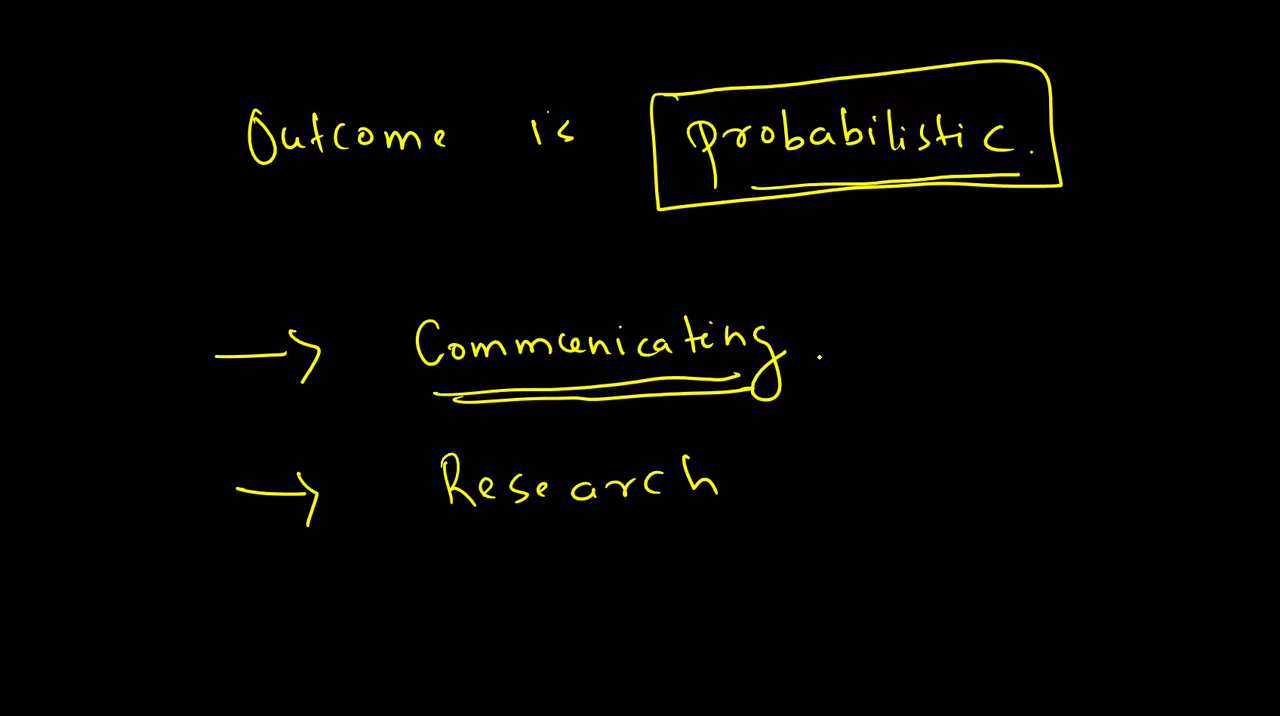 Outcome is probabilistic.
→ Communicating.
→ Research